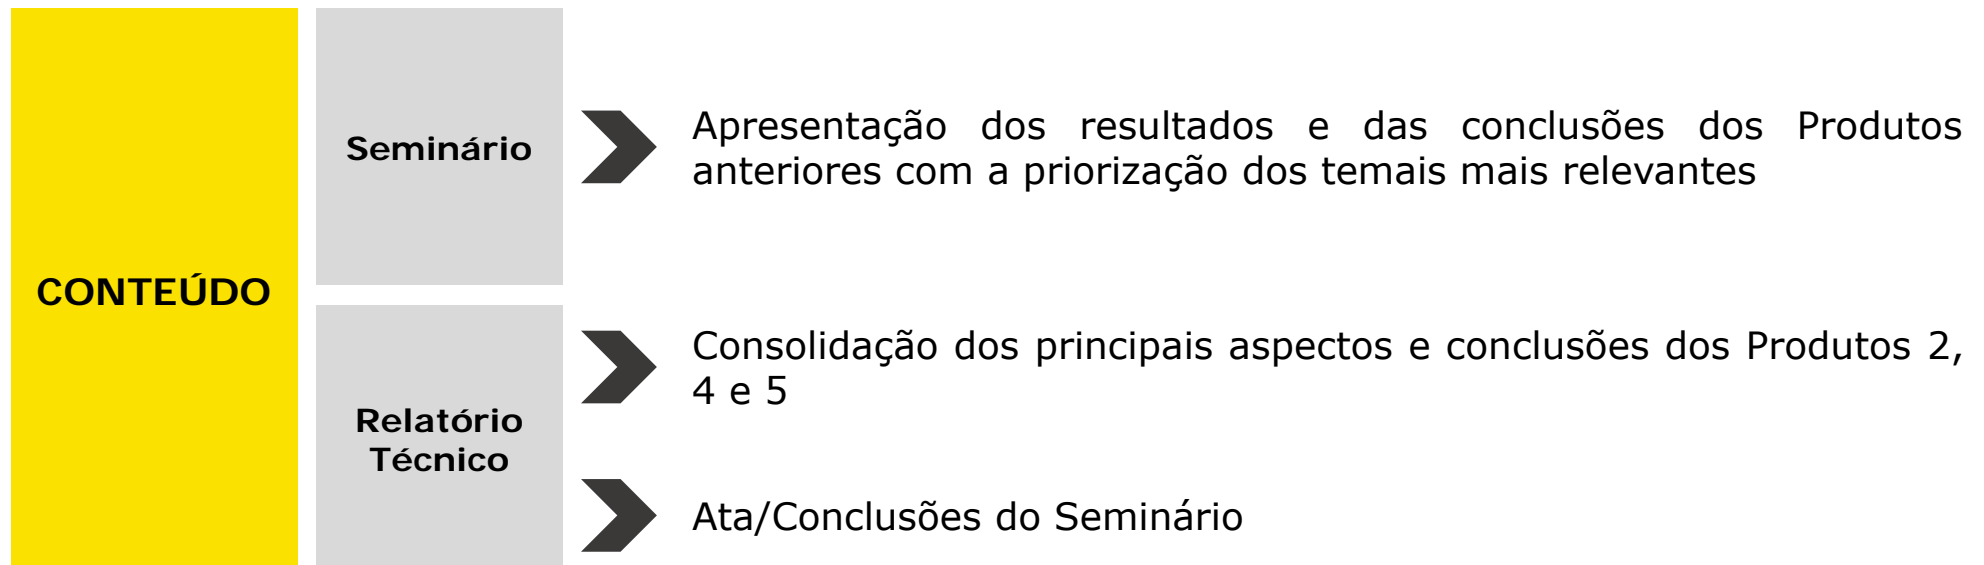 CONTEÚDO
Seminário
Apresentação dos resultados e das conclusões dos Produtos
anteriores com a priorização dos temais mais relevantes
Relatório
Técnico
Consolidação dos principais aspectos e conclusões dos Produtos 2,
4 e 5
Ata/Conclusões do Seminário